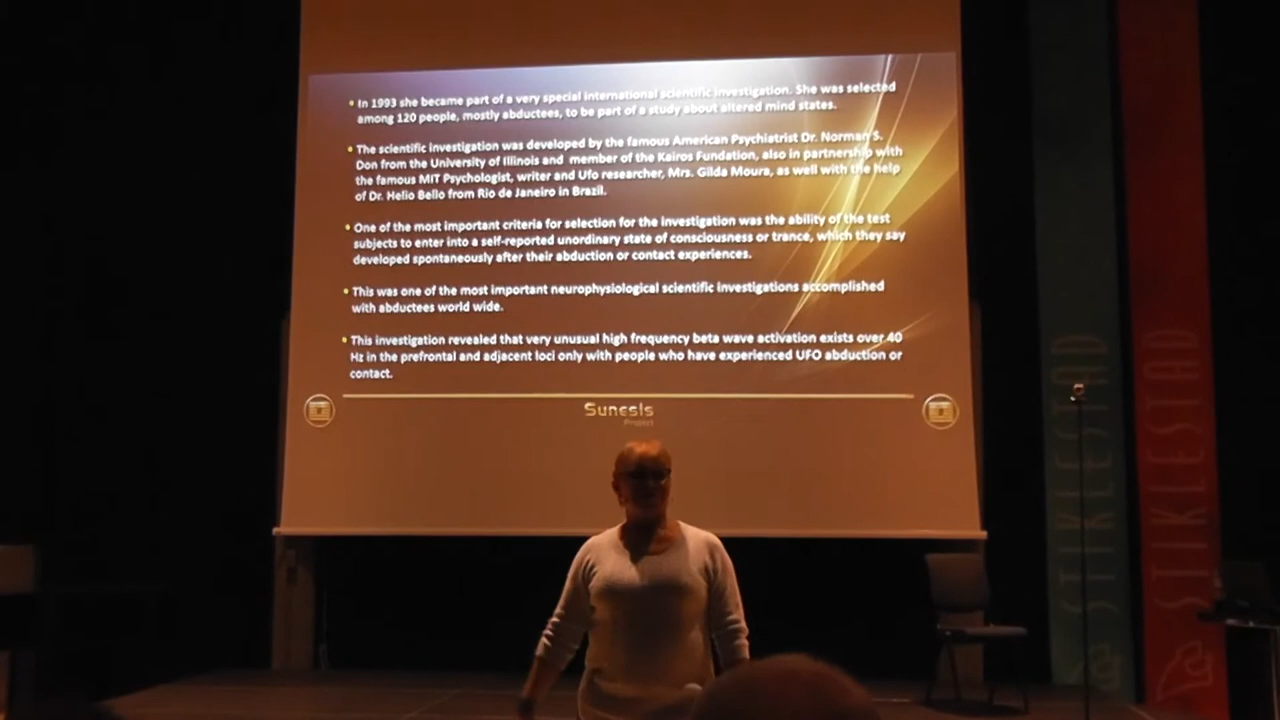 • In 1993 she became part of a very special international scientific investigation. She was selected
among 120 people, mostly abductees, to be part of a study about altered mind states.
• The scientific investigation was developed by the famous American Psychiatrist Dr. Norman S.
Don from the University of Illinois and member of the Kairos Fundation, also in partnership with
the famous MIT Psychologist, writer and Ufo researcher, Mrs. Gilda Moura, as well with the help
of Dr. Helio Bello from Rio de Janeiro in Brazil.
• One of the most important criteria for selection for the investigation was the ability of the test
subjects to enter into a self-reported unordinary state of consciousness or trance, which they say
developed spontaneously after their abduction or contact experiences.
• This was one of the most important neurophysiological scientific investigations accomplished
with abductees world wide.
• This investigation revealed that very unusual high frequency beta wave activation exists over 40
Hz in the prefrontal and adjacent loci only with people who have experienced UFO abduction or
contact.
Sunesis
Project
STIKLESTAD
STIKLESTAD